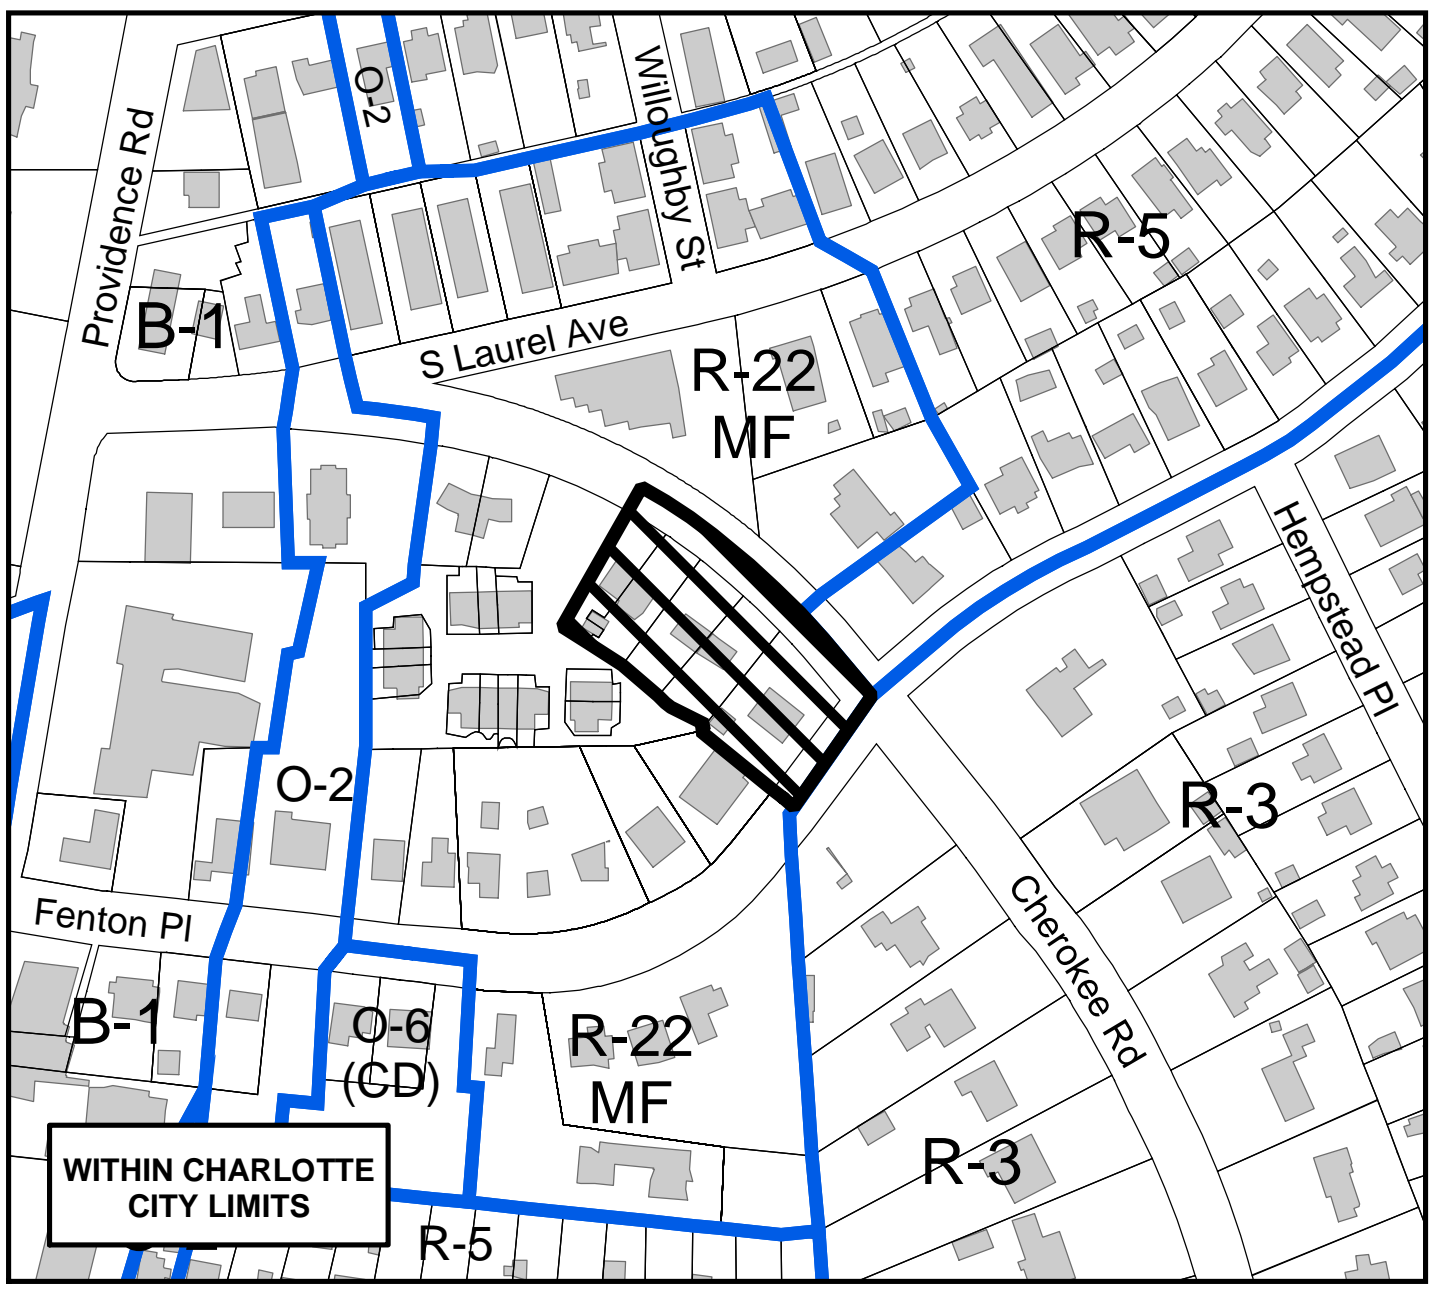 O-2
Willoughby St
Providence Rd
R-5
B-1
S Laurel Ave
R-22
MF
Hempstead Pl
O-2
R-3
Cherokee Rd
Fenton Pl
B-1
O-6
(CD)
R-22
MF
R-3
WITHIN CHARLOTTE
CITY LIMITS
R-5